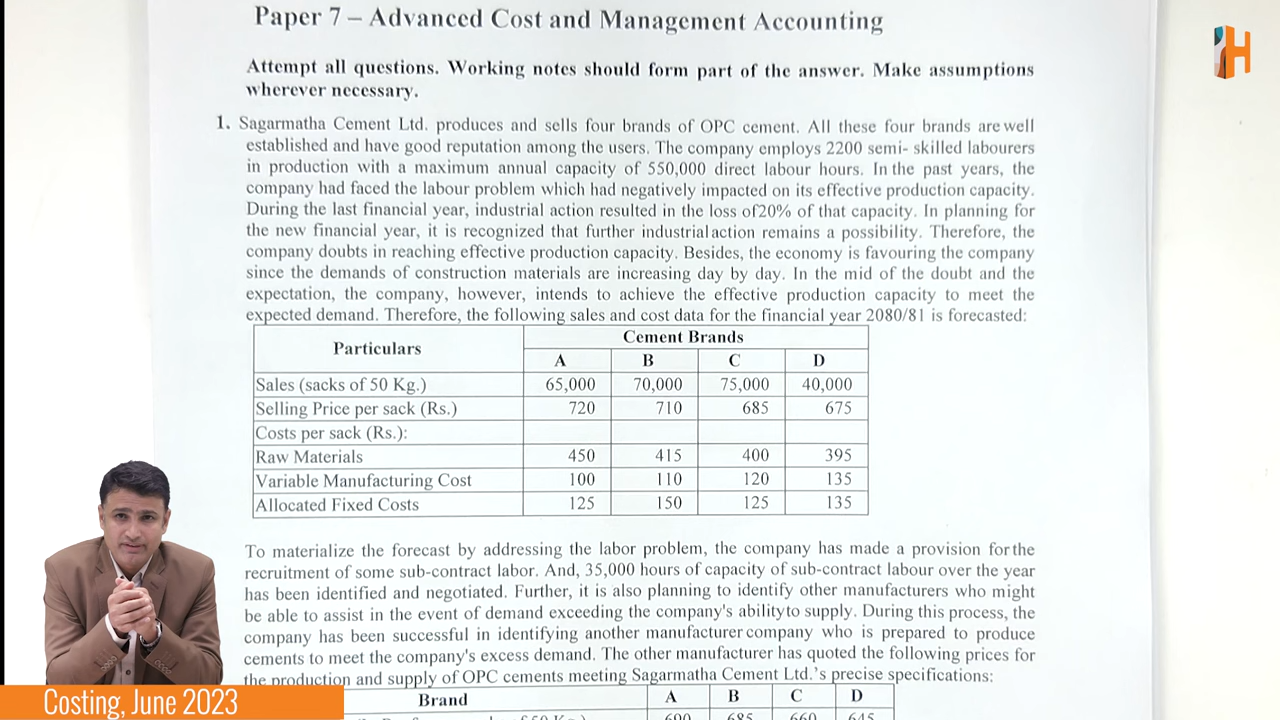 Paper 7 – Advanced Cost and Management Accounting
Attempt all questions. Working notes should form part of the answer. Make assumptions
wherever necessary.
1. Sagarmatha Cement Ltd. produces and sells four brands of OPC cement. All these four brands are well
established and have good reputation among the users. The company employs 2200 semi- skilled labourers
in production with a maximum annual capacity of 550,000 direct labour hours. In the past years, the
company had faced the labour problem which had negatively impacted on its effective production capacity.
During the last financial year, industrial action resulted in the loss of20% of that capacity. In planning for
the new financial year, it is recognized that further industrial action remains a possibility. Therefore, the
company doubts in reaching effective production capacity. Besides, the economy is favouring the company
since the demands of construction materials are increasing day by day. In the mid of the doubt and the
expectation, the company, however, intends to achieve the effective production capacity to meet the
expected demand. Therefore, the following sales and cost data for the financial year 2080/81 is forecasted:
Particulars Cement Brands
A B C D
Sales (sacks of 50 Kg.) 65,000 70,000 75,000 40,000
Selling Price per sack (Rs.) 720 710 685 675
Costs per sack (Rs.):
Raw Materials 450 415 400 395
Variable Manufacturing Cost 100 110 120 135
Allocated Fixed Costs 125 150 125 135
To materialize the forecast by addressing the labor problem, the company has made a provision for the
recruitment of some sub-contract labor. And, 35,000 hours of capacity of sub-contract labour over the year
has been identified and negotiated. Further, it is also planning to identify other manufacturers who might
be able to assist in the event of demand exceeding the company's ability to supply. During this process, the
company has been successful in identifying another manufacturer company who is prepared to produce
cements to meet the company's excess demand. The other manufacturer has quoted the following prices for
the production and supply of OPC cements meeting Sagarmatha Cement Ltd.'s precise specifications:
Brand A B C D
690 685 660 645
H
Costing, June 2023